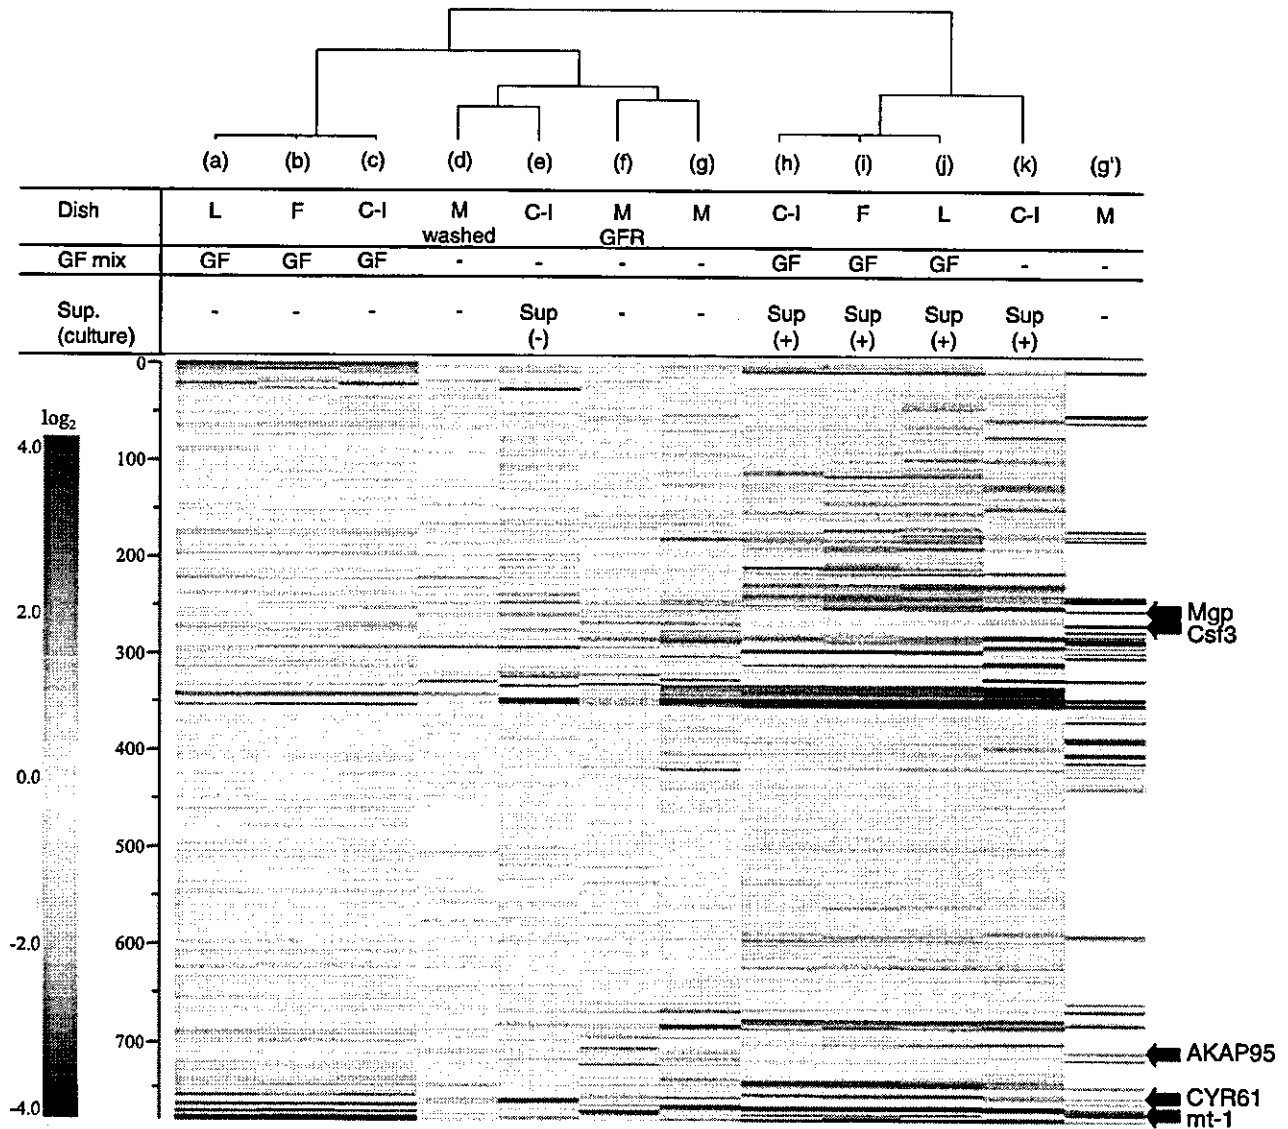 (a) (b) (c) (d) (e) (f) (g) (h) (i) (j) (k) (g')
Dish L F C-I M C-I M M C-I F L C-I M
washed GFR
GF mix GF GF GF - - - - GF GF GF - -
Sup. - - - - Sup - - Sup Sup Sup Sup -
(culture) (-) (+) (+) (+) (+)
0
log₂
4.0
100
200
2.0
Mgp
Csf3
300
400
0.0
500
-2.0
600
700
AKAP95
CYR61
-4.0
mt-1